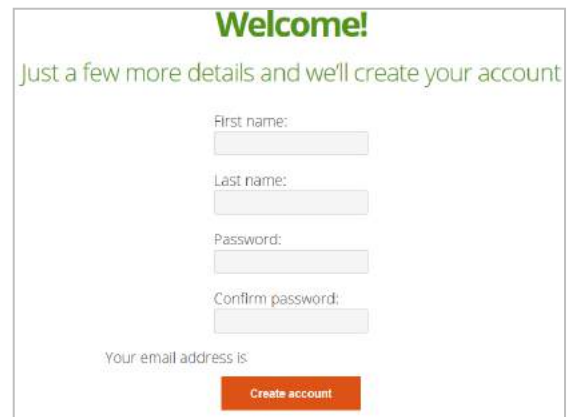 Welcome!
Just a few more details and we'll create your account
First name:
Last name:
Password:
Confirm password:
Your email address is
Create account